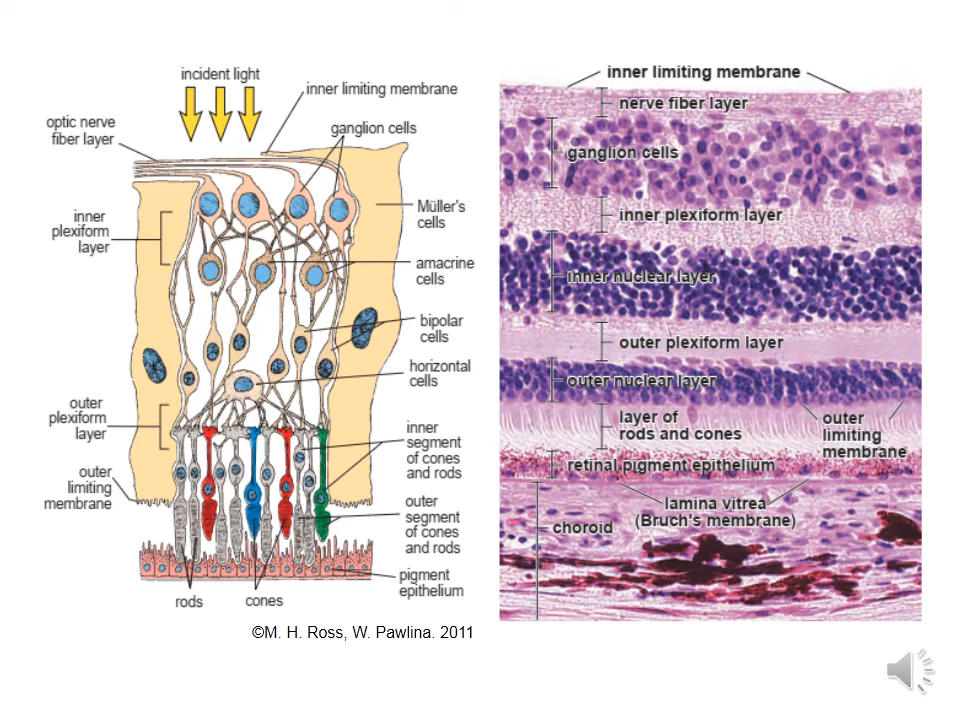 incident light
inner limiting membrane
optic nerve
fiber layer
ganglion cells
inner
plexiform
layer
Müller's
cells
amacrine
cells
bipolar
cells
horizontal
cells
outer
plexiform
layer
inner
segment
of cones
and rods
outer
limiting
membrane
outer
segment
of cones
and rods
pigment
epithelium
rods
cones
©M. H. Ross, W. Pawlina. 2011
inner limiting membrane
nerve fiber layer
ganglion cells
inner plexiform layer
inner nuclear layer
outer plexiform layer
outer nuclear layer
layer of
rods and cones
outer
limiting
membrane
retinal pigment epithelium
lamina vitrea
(Bruch's membrane)
choroid